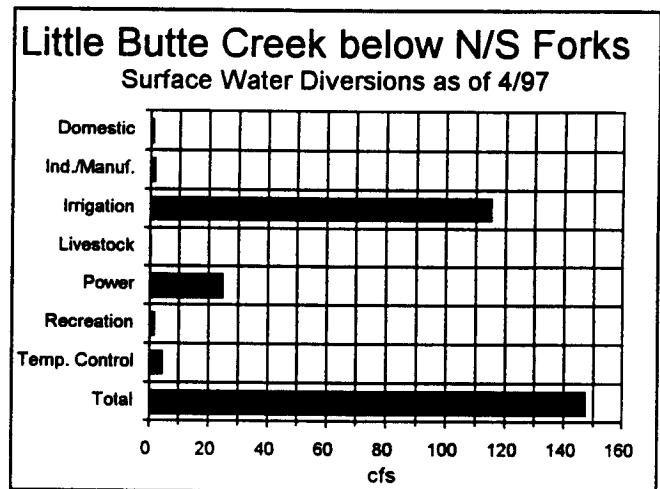 Little Butte Creek below N/S Forks
Surface Water Diversions as of 4/97
Domestic
Ind./Manuf.
Irrigation
Livestock
Power
Recreation
Temp. Control
Total
0 20 40 60 80 100 120 140 160
cfs